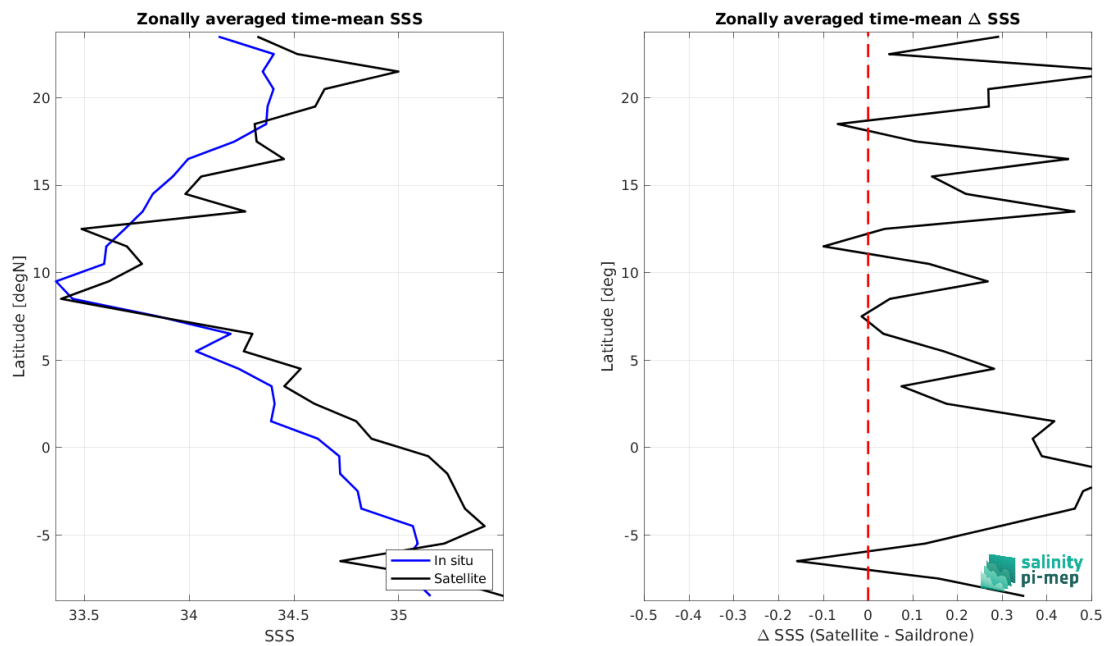 Zonally averaged time-mean SSS
20
15
10
5
0
-5
Latitude [degN]
33.5 34 34.5 35
SSS
In situ
Satellite
Zonally averaged time-mean Δ SSS
20
15
10
5
0
-5
Latitude [deg]
-0.5 -0.4 -0.3 -0.2 -0.1 0 0.1 0.2 0.3 0.4 0.5
Δ SSS (Satellite - Saildrone)
salinity
pi-mep